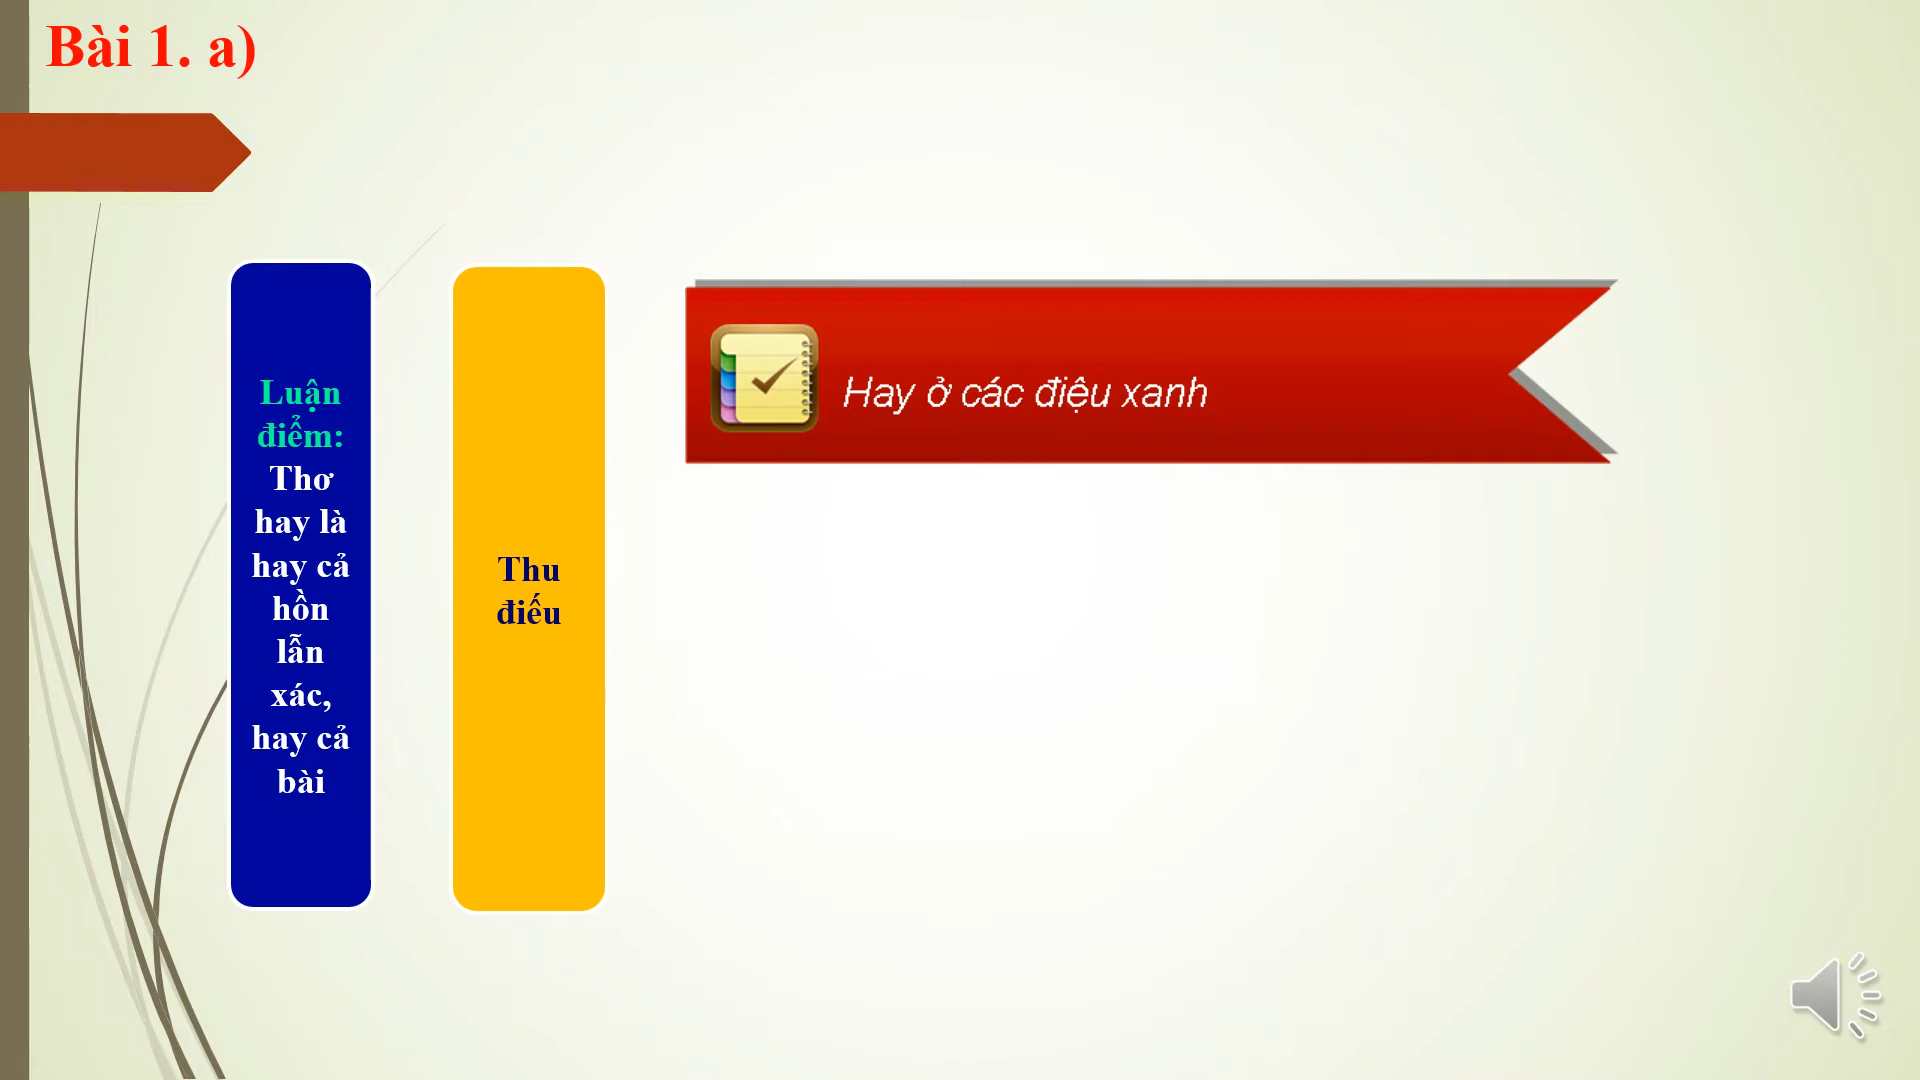 Bài 1. a)
Luận
điểm:
Thơ
hay là
hay cả
hồn
lẫn
xác,
hay cả
bài
Thu
điếu
Hay ở các điệu xanh